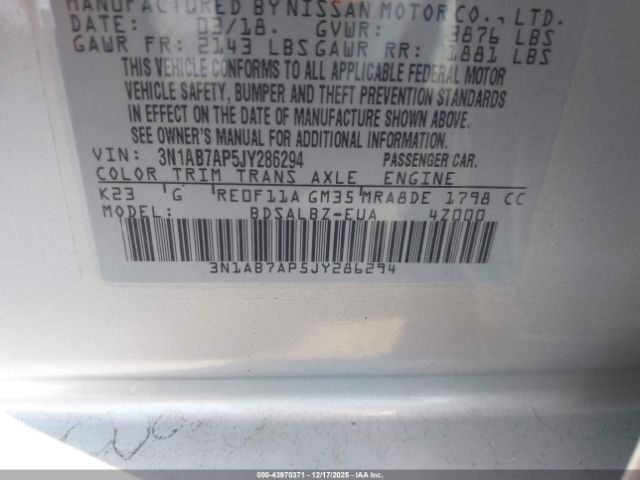 MANUFACTURED BY NISSAN MOTOR CO., LTD.
DATE: 03/18. GVWR: 3876 LBS
GAWR FR: 2143 LBS GAWR RR: 1881 LBS
THIS VEHICLE CONFORMS TO ALL APPLICABLE FEDERAL MOTOR
VEHICLE SAFETY, BUMPER AND THEFT PREVENTION STANDARDS
IN EFFECT ON THE DATE OF MANUFACTURE SHOWN ABOVE.
SEE OWNER'S MANUAL FOR ADDITIONAL INFORMATION.
VIN: 3N1AB7AP5JY286294 PASSENGER CAR.
COLOR TRIM TRANS AXLE ENGINE
K23 G RE0F11A GM35 MRA8DE 1798 CC
MODEL: BDSALBZ-EUA 4Z000
3N1AB7AP5JY286294
000-43970371 - 12/17/2025 - IAAI.COM